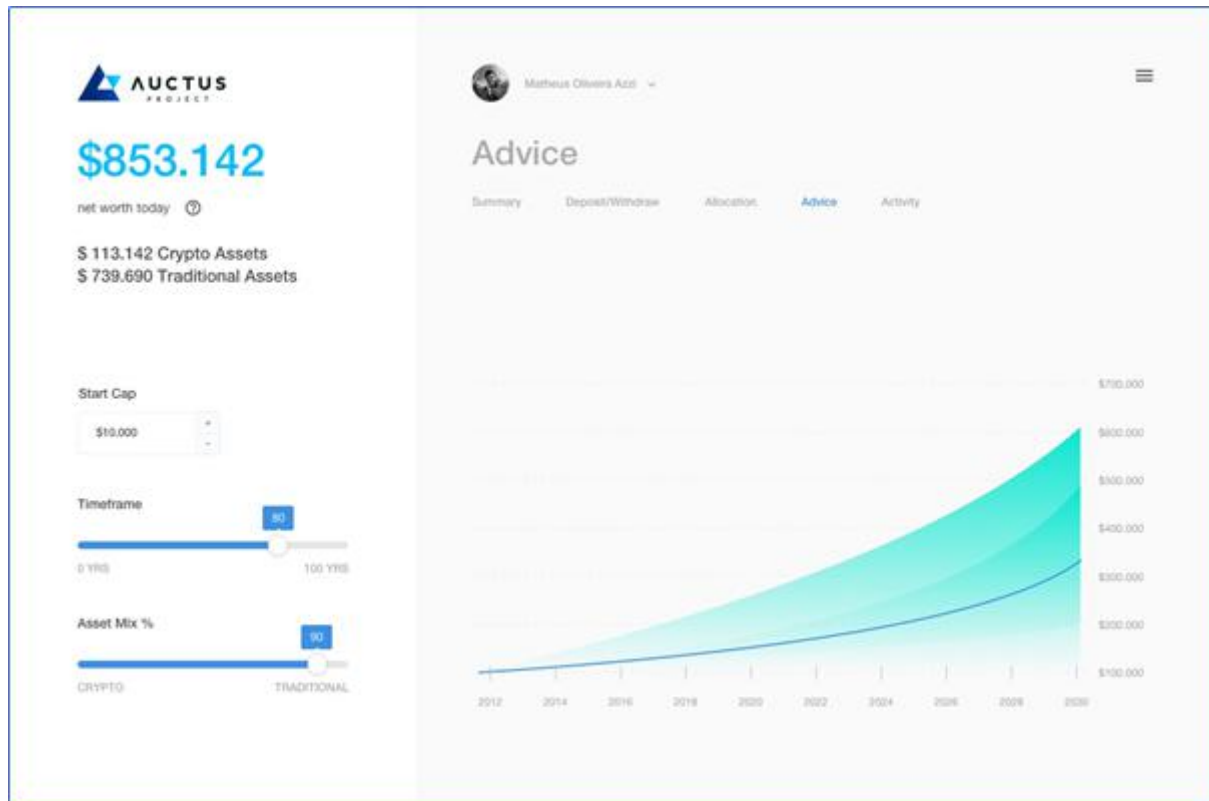 AUCTUS
PROJECT
$853.142
net worth today
$ 113.142 Crypto Assets
$ 739.690 Traditional Assets
Start Cap
$10.000
+
-
Timeframe
80
0 YRS
100 YRS
Asset Mix %
90
CRYPTO
TRADITIONAL
Matheus Oliveira Azzi
Advice
Summary Deposit/Withdraw Allocation Advice Activity
$700.000
$600.000
$500.000
$400.000
$300.000
$200.000
$100.000
2012 2014 2016 2018 2020 2022 2024 2026 2028 2030